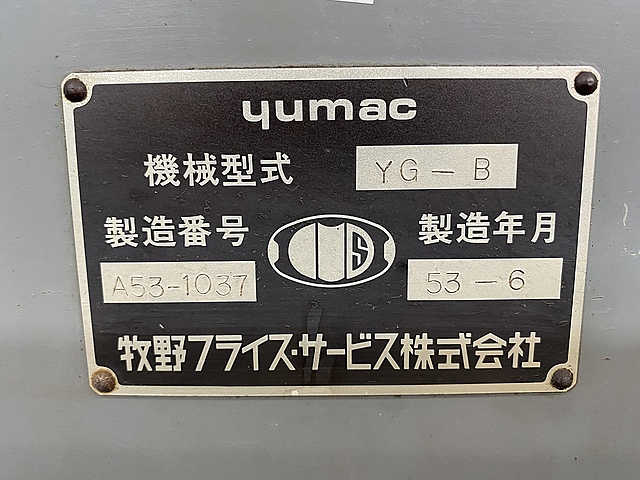 yumac
機械型式 YG-B
製造番号 製造年月
A53-1037 53-6
牧野フライス・サービス株式会社